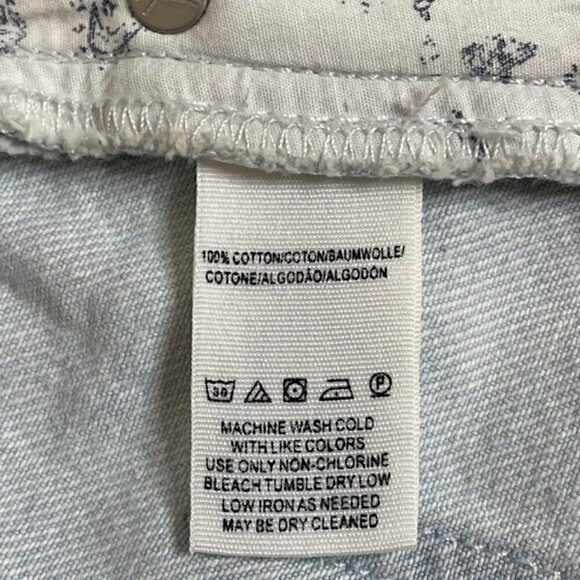 100% COTTON/COTON/BAUMWOLLE/
COTONE/ALGODÃO/ALGODÓN
30 P
MACHINE WASH COLD
WITH LIKE COLORS
USE ONLY NON-CHLORINE
BLEACH TUMBLE DRY LOW
LOW IRON AS NEEDED
MAY BE DRY CLEANED